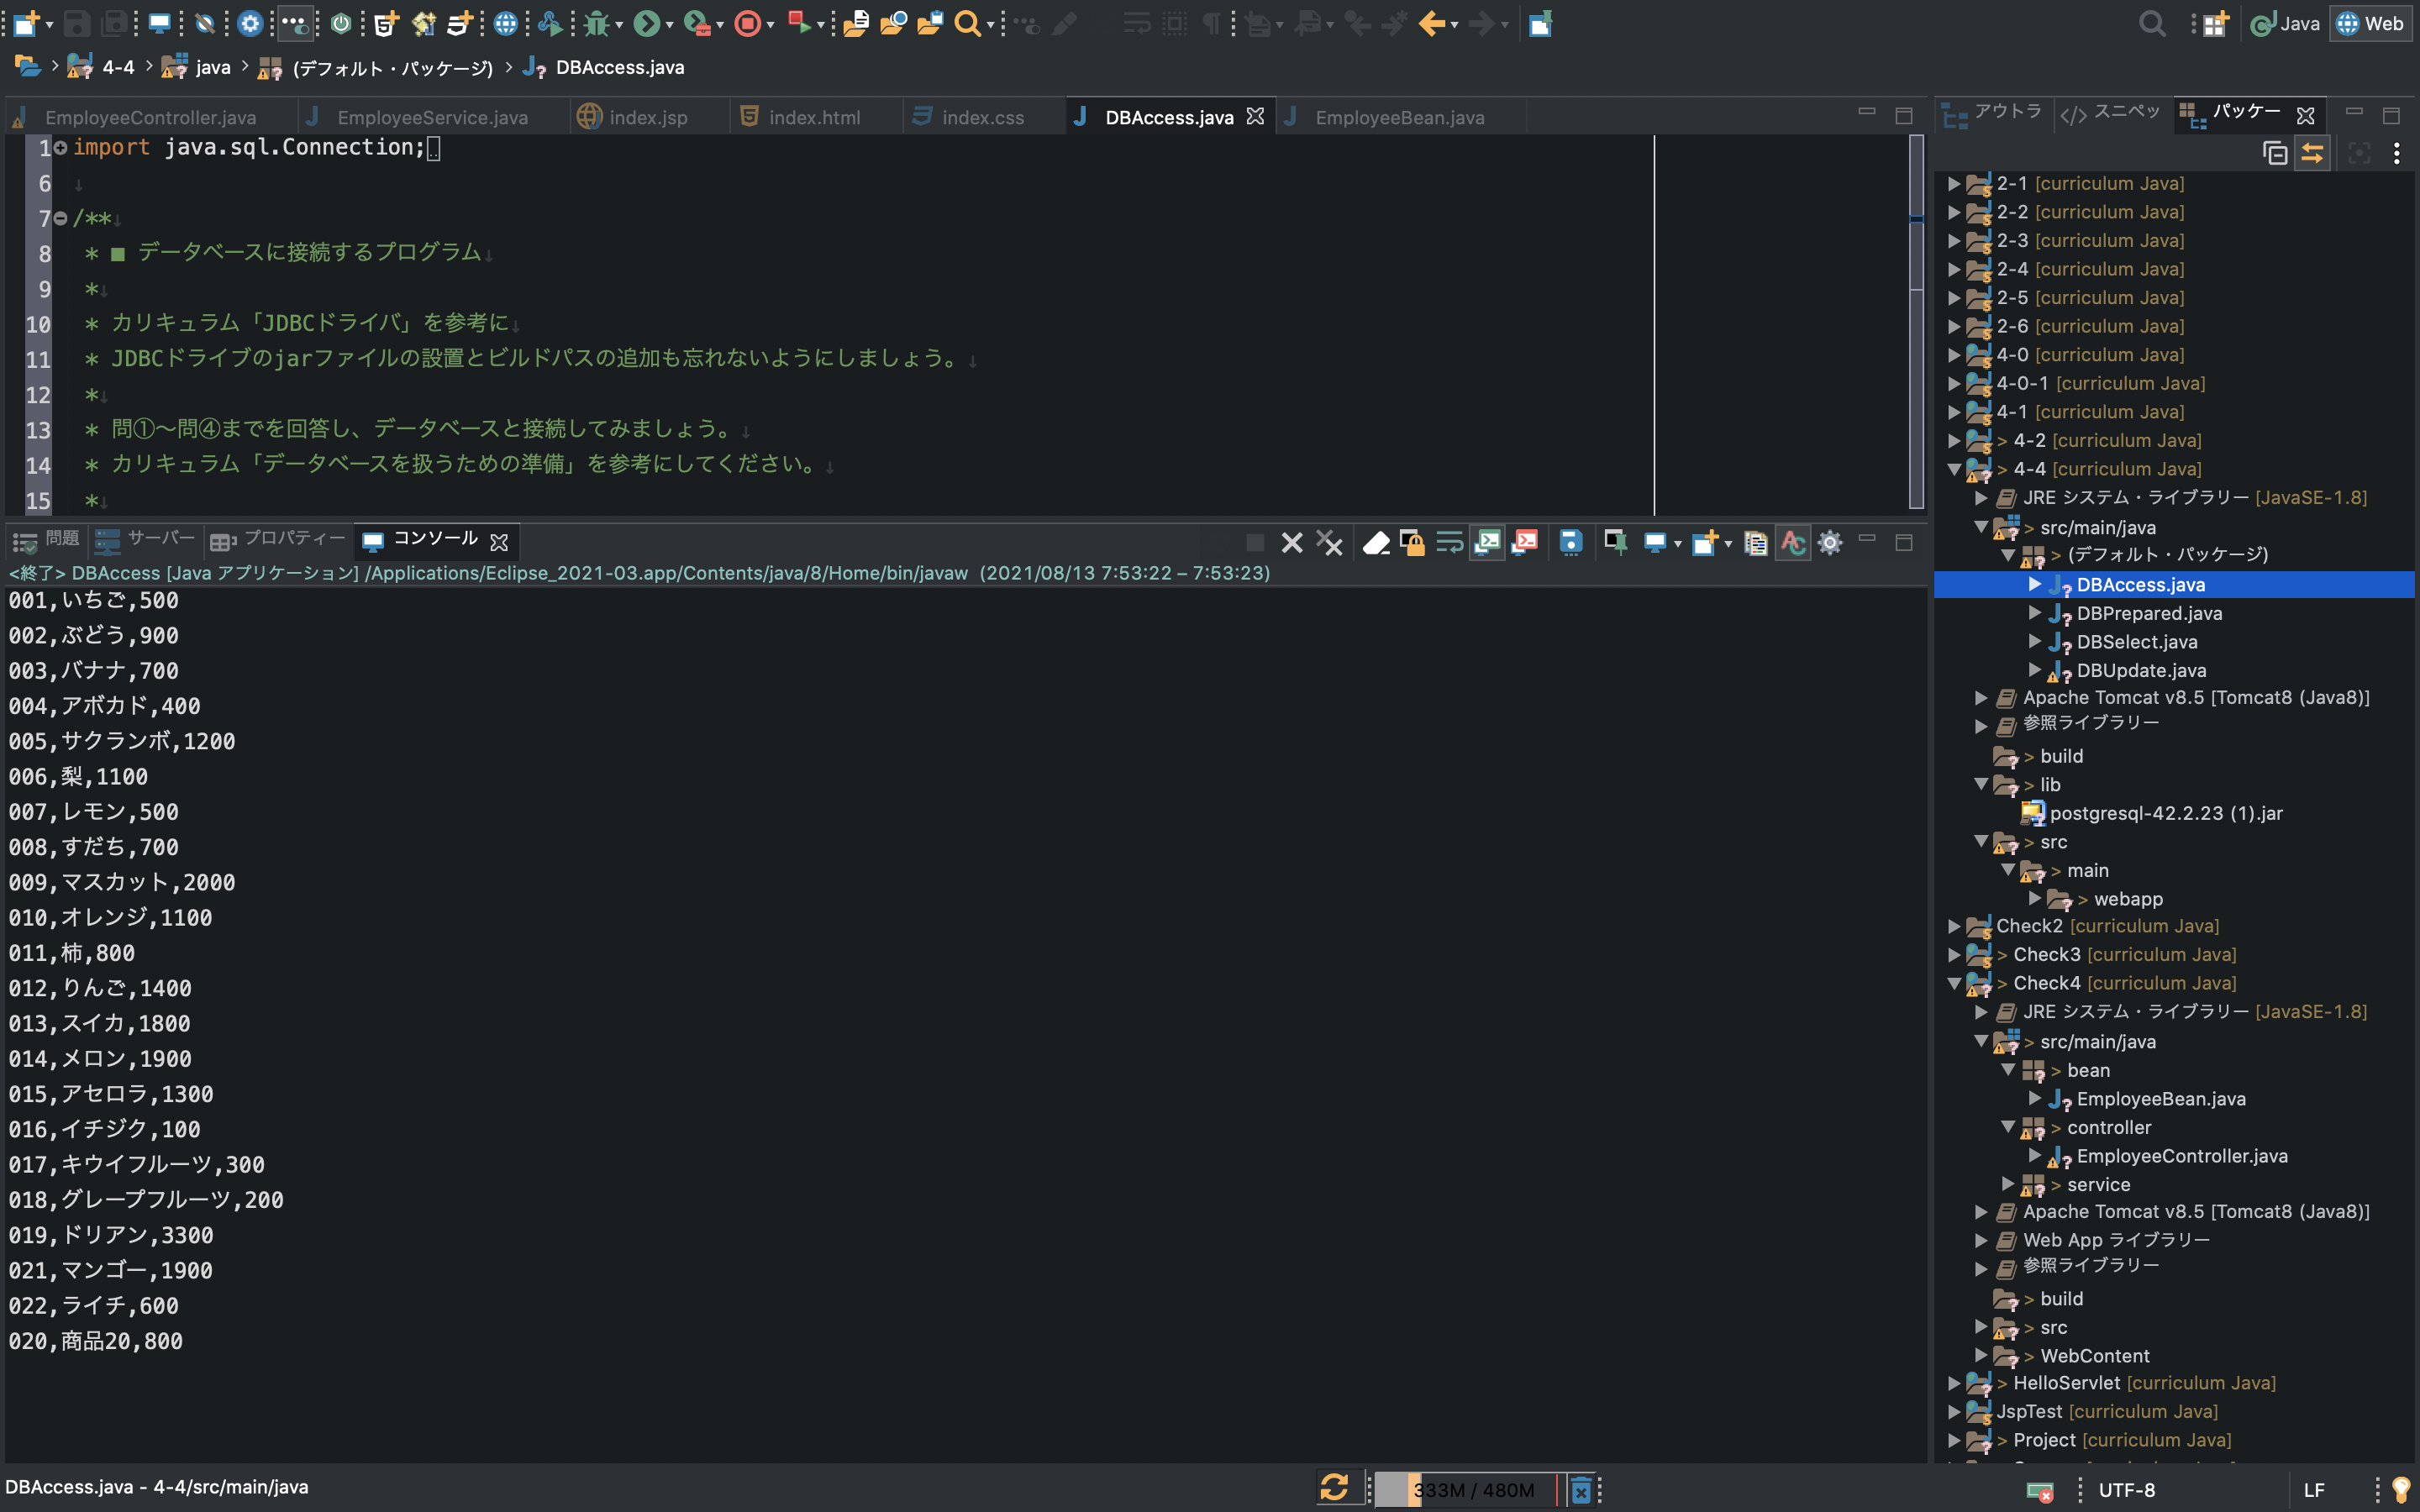 Java
Web
4-4
java
(デフォルト・パッケージ)
DBAccess.java
EmployeeController.java
EmployeeService.java
index.jsp
index.html
index.css
DBAccess.java
EmployeeBean.java
1 import java.sql.Connection;
6
7 /**
8 * ■ データベースに接続するプログラム
9 *
10 * カリキュラム「JDBCドライバ」を参考に
11 * JDBCドライブのjarファイルの設置とビルドパスの追加も忘れないようにしましょう。
12 *
13 * 問①〜問④までを回答し、データベースと接続してみましょう。
14 * カリキュラム「データベースを扱うための準備」を参考にしてください。
15 *
問題
サーバー
プロパティー
コンソール
<終了> DBAccess [Java アプリケーション] /Applications/Eclipse_2021-03.app/Contents/java/8/Home/bin/javaw (2021/08/13 7:53:22 – 7:53:23)
001,いちご,500
002,ぶどう,900
003,バナナ,700
004,アボカド,400
005,サクランボ,1200
006,梨,1100
007,レモン,500
008,すだち,700
009,マスカット,2000
010,オレンジ,1100
011,柿,800
012,りんご,1400
013,スイカ,1800
014,メロン,1900
015,アセロラ,1300
016,イチジク,100
017,キウイフルーツ,300
018,グレープフルーツ,200
019,ドリアン,3300
021,マンゴー,1900
022,ライチ,600
020,商品20,800
アウトラ
スニペッ
パッケー
2-1 [curriculum Java]
2-2 [curriculum Java]
2-3 [curriculum Java]
2-4 [curriculum Java]
2-5 [curriculum Java]
2-6 [curriculum Java]
4-0 [curriculum Java]
4-0-1 [curriculum Java]
4-1 [curriculum Java]
> 4-2 [curriculum Java]
> 4-4 [curriculum Java]
JRE システム・ライブラリー [JavaSE-1.8]
> src/main/java
> (デフォルト・パッケージ)
DBAccess.java
DBPrepared.java
DBSelect.java
DBUpdate.java
Apache Tomcat v8.5 [Tomcat8 (Java8)]
参照ライブラリー
> build
> lib
postgresql-42.2.23 (1).jar
> src
> main
> webapp
Check2 [curriculum Java]
> Check3 [curriculum Java]
> Check4 [curriculum Java]
JRE システム・ライブラリー [JavaSE-1.8]
> src/main/java
> bean
EmployeeBean.java
> controller
EmployeeController.java
> service
Apache Tomcat v8.5 [Tomcat8 (Java8)]
Web App ライブラリー
参照ライブラリー
> build
> src
> WebContent
> HelloServlet [curriculum Java]
JspTest [curriculum Java]
> Project [curriculum Java]
DBAccess.java - 4-4/src/main/java
333M / 480M
UTF-8
LF